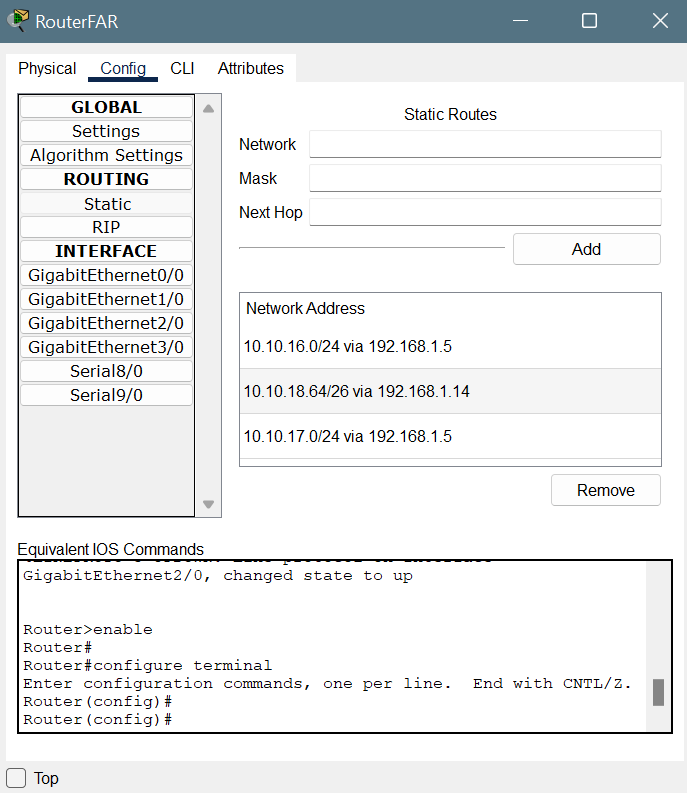 RouterFAR
Physical Config CLI Attributes
GLOBAL
Settings
Algorithm Settings
ROUTING
Static
RIP
INTERFACE
GigabitEthernet0/0
GigabitEthernet1/0
GigabitEthernet2/0
GigabitEthernet3/0
Serial8/0
Serial9/0
Static Routes
Network
Mask
Next Hop
Add
Network Address
10.10.16.0/24 via 192.168.1.5
10.10.18.64/26 via 192.168.1.14
10.10.17.0/24 via 192.168.1.5
Remove
Equivalent IOS Commands
GigabitEthernet2/0, changed state to up
Router>enable
Router#
Router#configure terminal
Enter configuration commands, one per line.  End with CNTL/Z.
Router(config)#
Router(config)#
Top